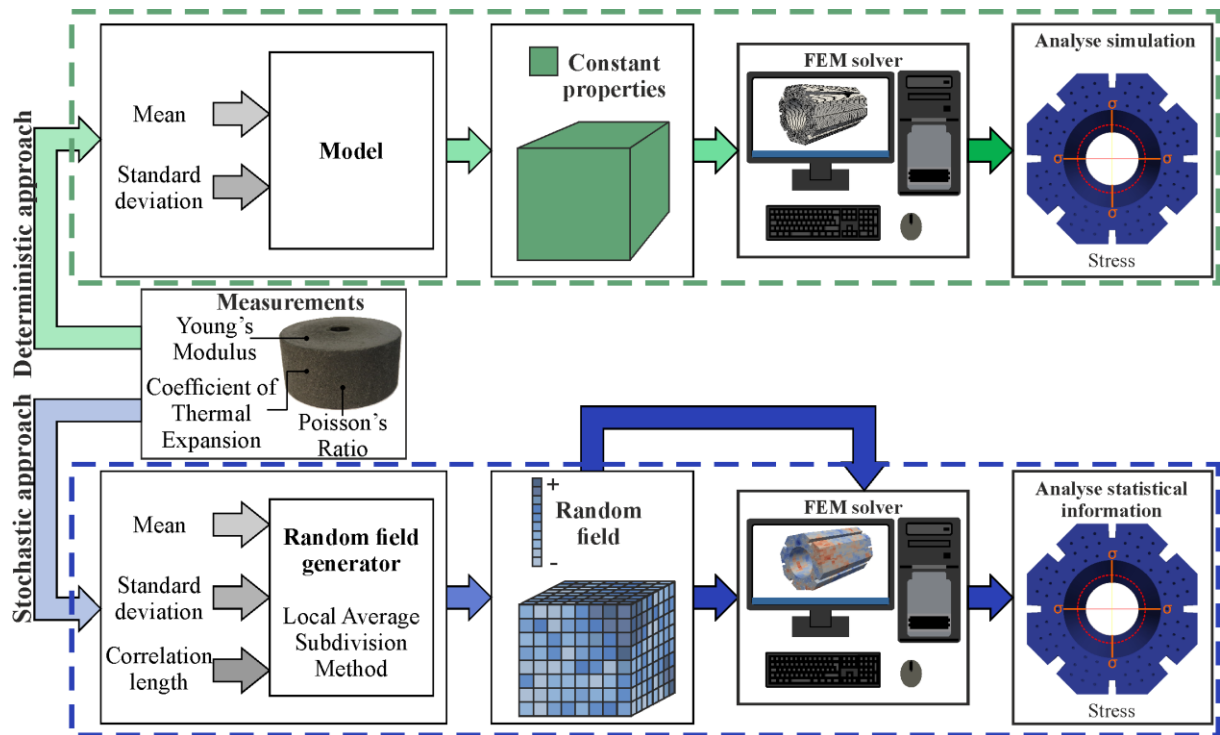 Deterministic approach
Mean
Standard
deviation
Model
Constant
properties
FEM solver
Analyse simulation
σ
σ
σ
σ
Stress
Measurements
Young's
Modulus
Coefficient of
Thermal
Expansion
Poisson's
Ratio
Stochastic approach
Mean
Standard
deviation
Correlation
length
Random field
generator
Local Average
Subdivision
Method
+
-
Random
field
FEM solver
Analyse statistical
information
σ
σ
σ
σ
Stress